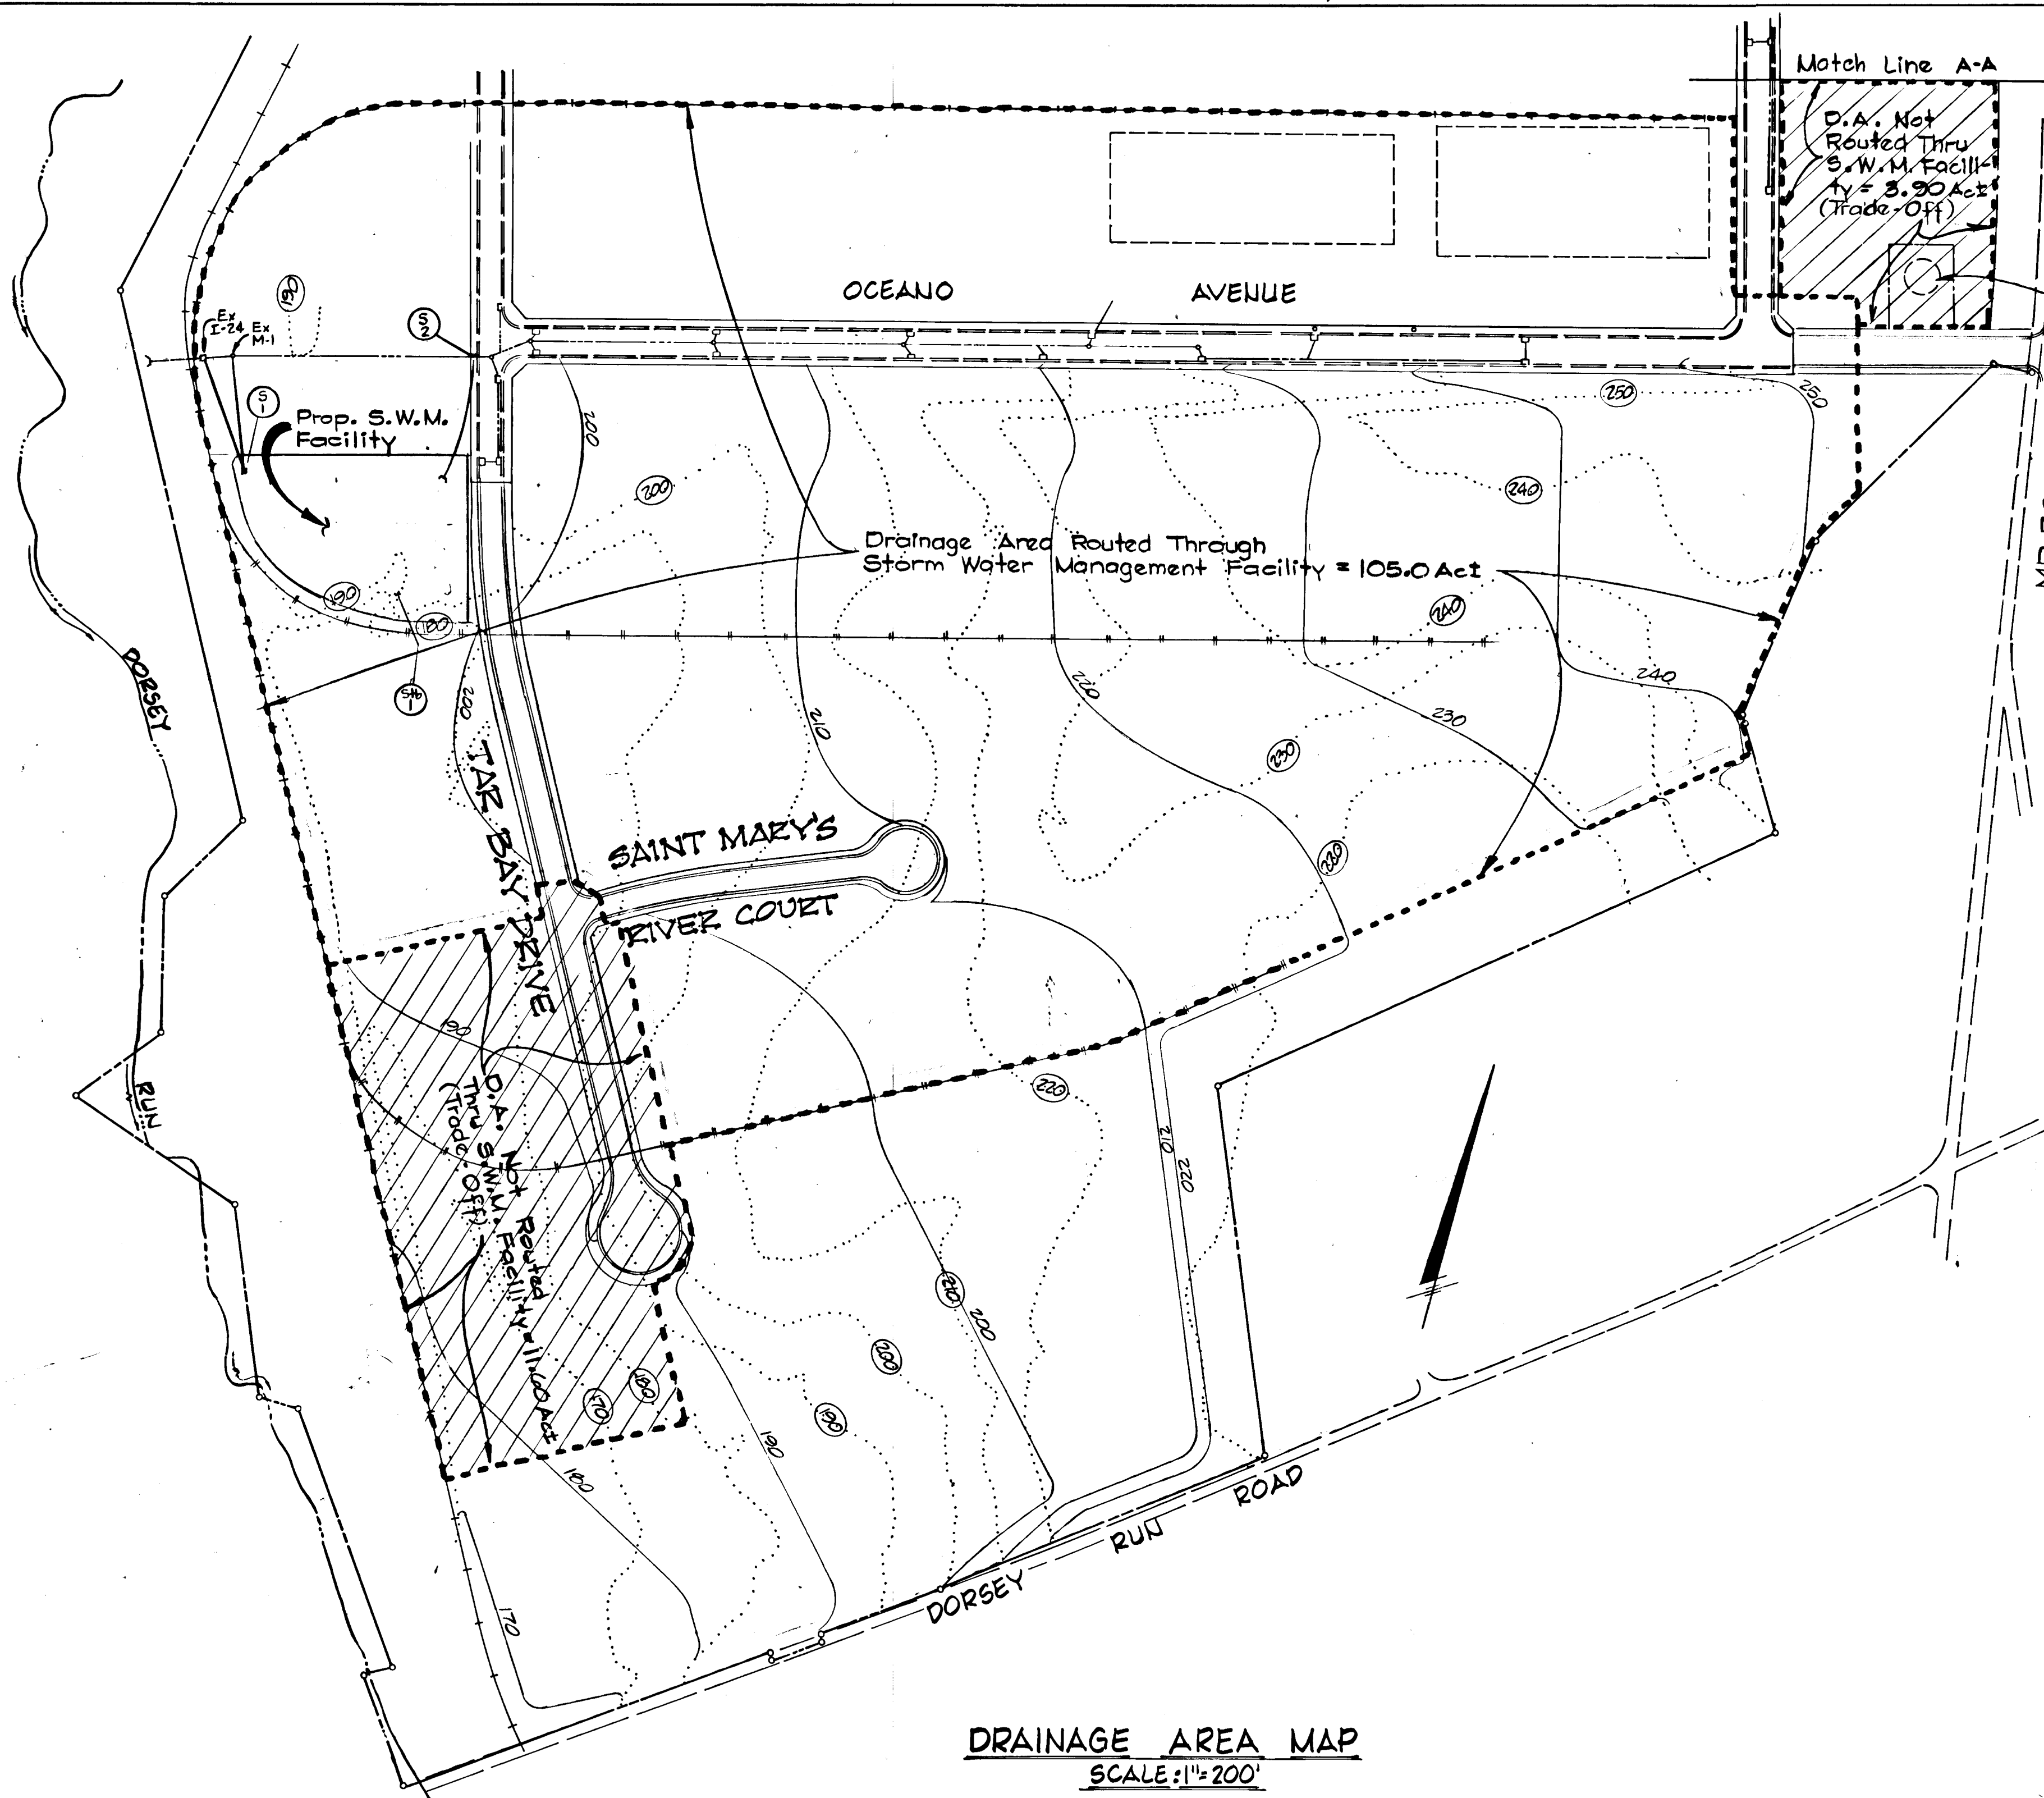 Match Line A-A
D.A. Not
Routed Thru
S.W.M. Facili-
ty = 3.90 Ac±
(Trade-Off)
OCEANO AVENUE
190
Ex
I-24
Ex
M-1
S
2
S
1
Prop. S.W.M.
Facility
200
200
250
250
240
Drainage Area Routed Through
Storm Water Management Facility = 105.0 Ac±
190
180
240
240
DORSEY
200
210
220
230
230
TAR BAY DRIVE
SAINT MARY'S
RIVER COURT
220
190
D.A. Not Routed
Thru S.W.M. Facility = 11.60 Ac±
(Trade-Off)
RUN
220
210
220
210
200
200
190
180
170
190
180
170
DORSEY RUN ROAD
DRAINAGE AREA MAP
SCALE: 1"=200'